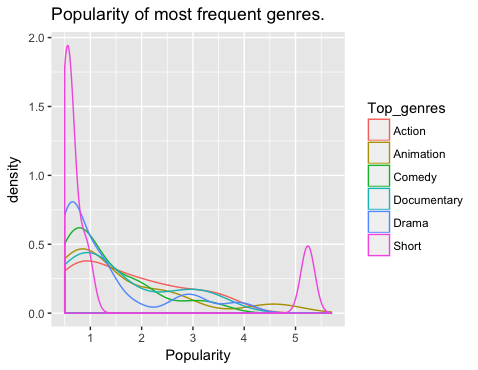 Popularity of most frequent genres.
2.0
1.5
1.0
0.5
0.0
density
1 2 3 4 5
Popularity
Top_genres
Action
Animation
Comedy
Documentary
Drama
Short